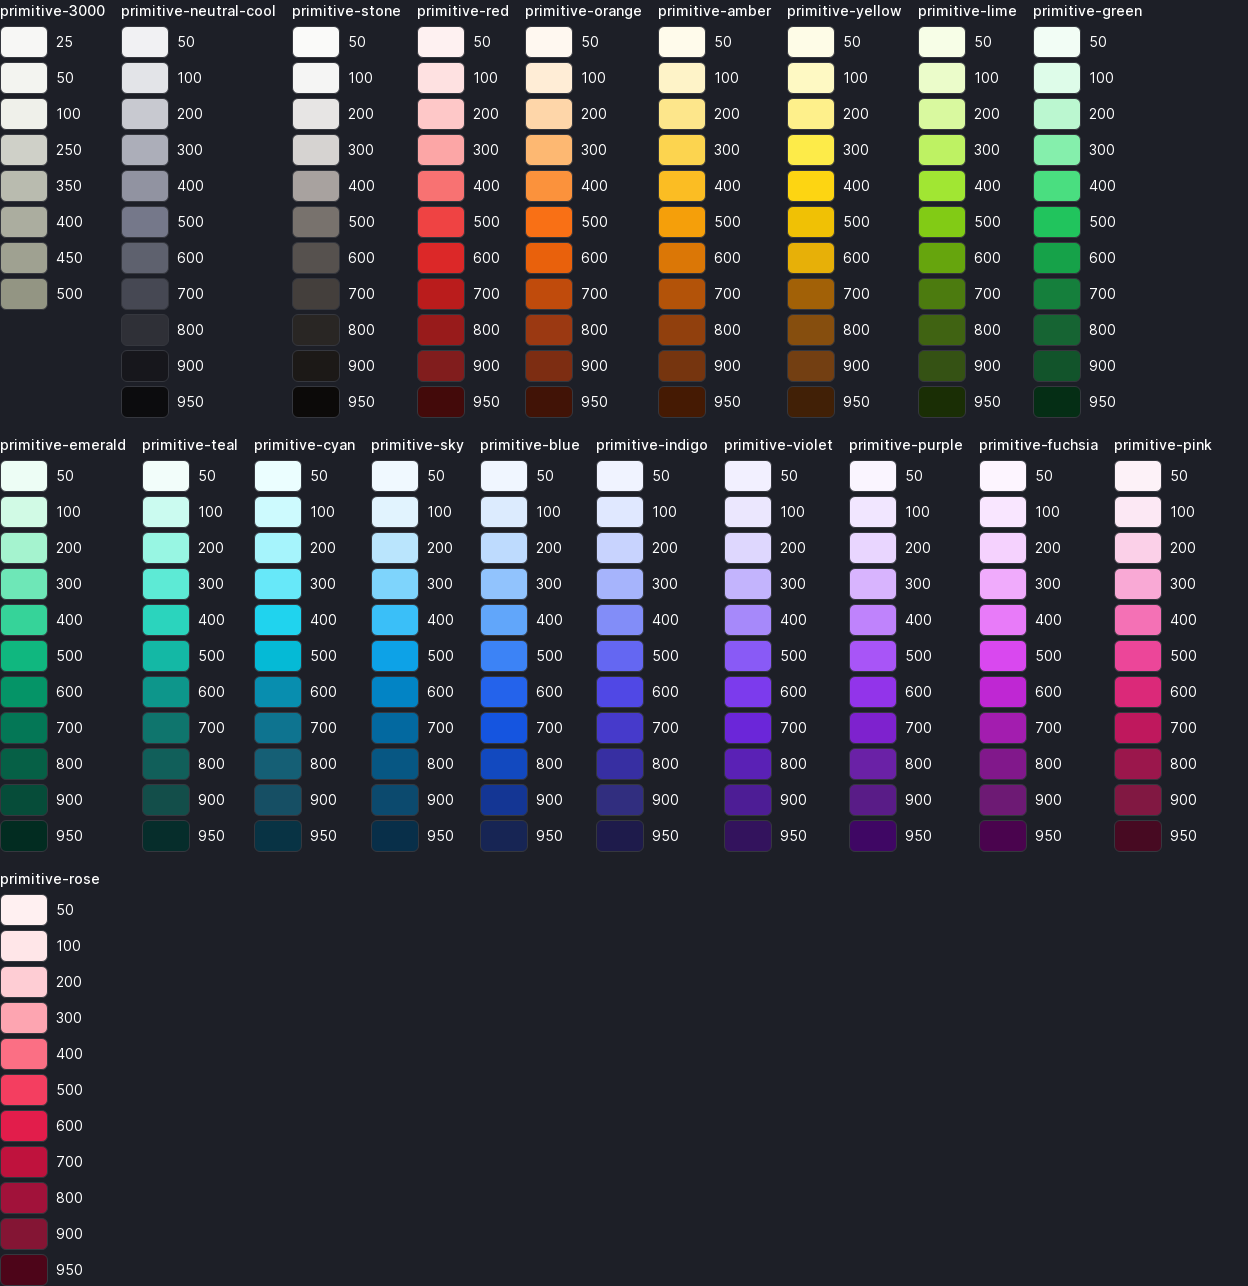 primitive-3000 primitive-neutral-cool primitive-stone primitive-red primitive-orange primitive-amber primitive-yellow primitive-lime primitive-green
25 50 50 50 50 50 50 50 50
50 100 100 100 100 100 100 100 100
100 200 200 200 200 200 200 200 200
250 300 300 300 300 300 300 300 300
350 400 400 400 400 400 400 400 400
400 500 500 500 500 500 500 500 500
450 600 600 600 600 600 600 600 600
500 700 700 700 700 700 700 700 700
800 800 800 800 800 800 800 800
900 900 900 900 900 900 900 900
950 950 950 950 950 950 950 950
primitive-emerald primitive-teal primitive-cyan primitive-sky primitive-blue primitive-indigo primitive-violet primitive-purple primitive-fuchsia primitive-pink
50 50 50 50 50 50 50 50 50 50
100 100 100 100 100 100 100 100 100 100
200 200 200 200 200 200 200 200 200 200
300 300 300 300 300 300 300 300 300 300
400 400 400 400 400 400 400 400 400 400
500 500 500 500 500 500 500 500 500 500
600 600 600 600 600 600 600 600 600 600
700 700 700 700 700 700 700 700 700 700
800 800 800 800 800 800 800 800 800 800
900 900 900 900 900 900 900 900 900 900
950 950 950 950 950 950 950 950 950 950
primitive-rose
50
100
200
300
400
500
600
700
800
900
950